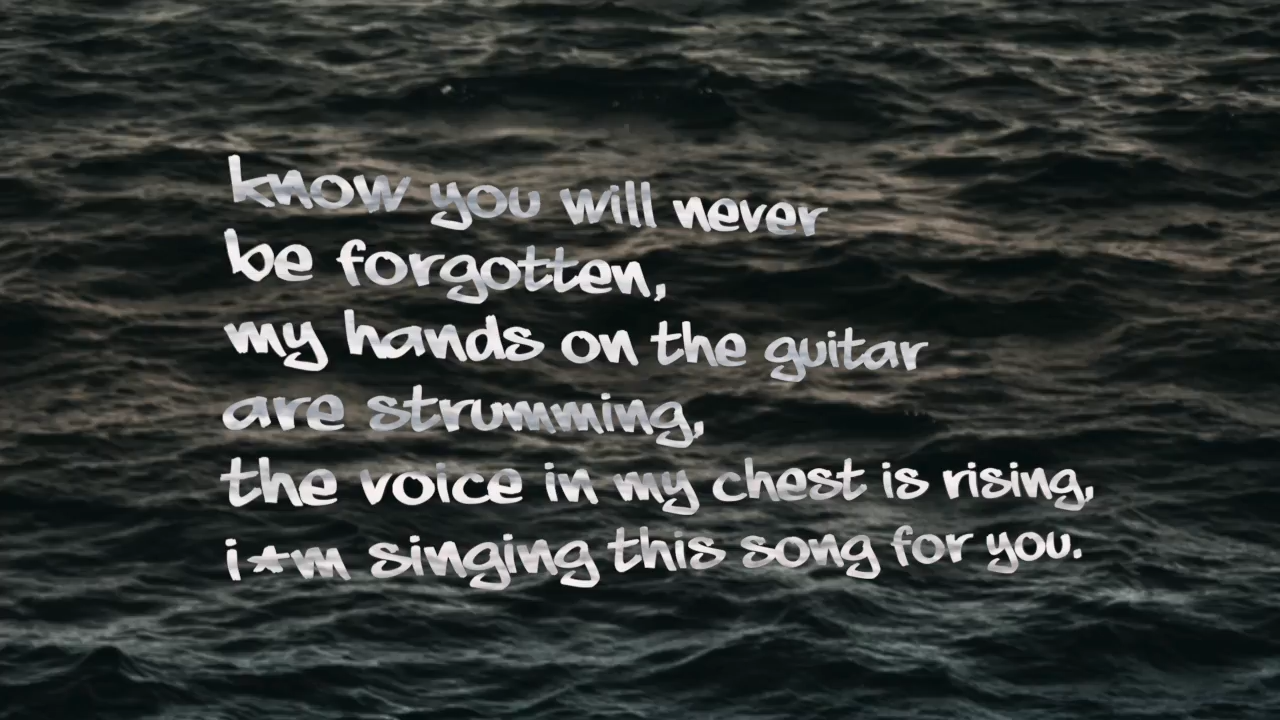 know you will never
be forgotten,
my hands on the guitar
are strumming,
the voice in my chest is rising,
i*m singing this song for you.